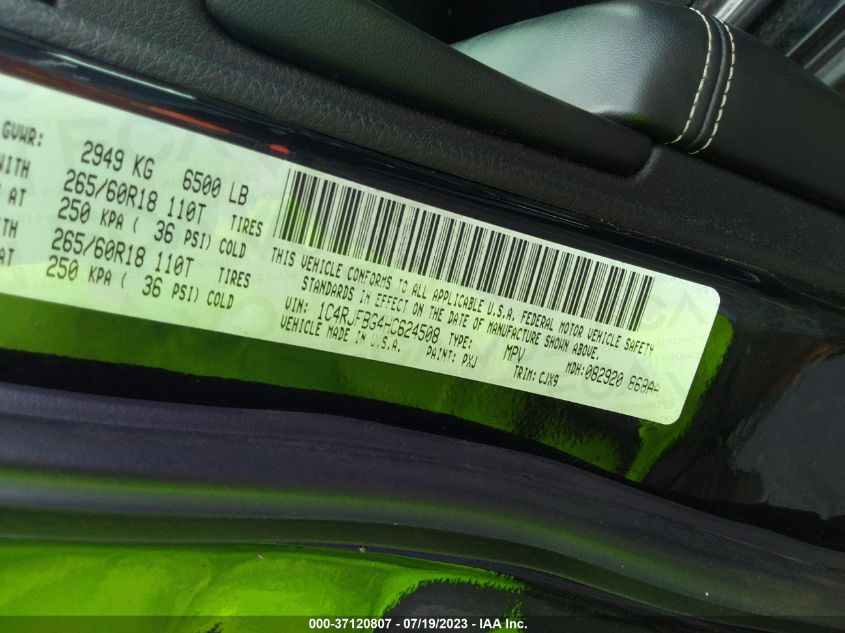 GVWR: 2949 KG 6500 LB
WITH 265/60R18 110T TIRES
AT 250 KPA ( 36 PSI) COLD
WITH 265/60R18 110T TIRES
AT 250 KPA ( 36 PSI) COLD
THIS VEHICLE CONFORMS TO ALL APPLICABLE U.S.A. FEDERAL MOTOR VEHICLE SAFETY
STANDARDS IN EFFECT ON THE DATE OF MANUFACTURE SHOWN ABOVE.
VIN: 1C4RJFBG4HC624508 TYPE: MPV MDH:082920 863AA
VEHICLE MADE IN U.S.A. PAINT: PXJ TRIM: CJX9
000-37120807 - 07/19/2023 - IAA Inc.